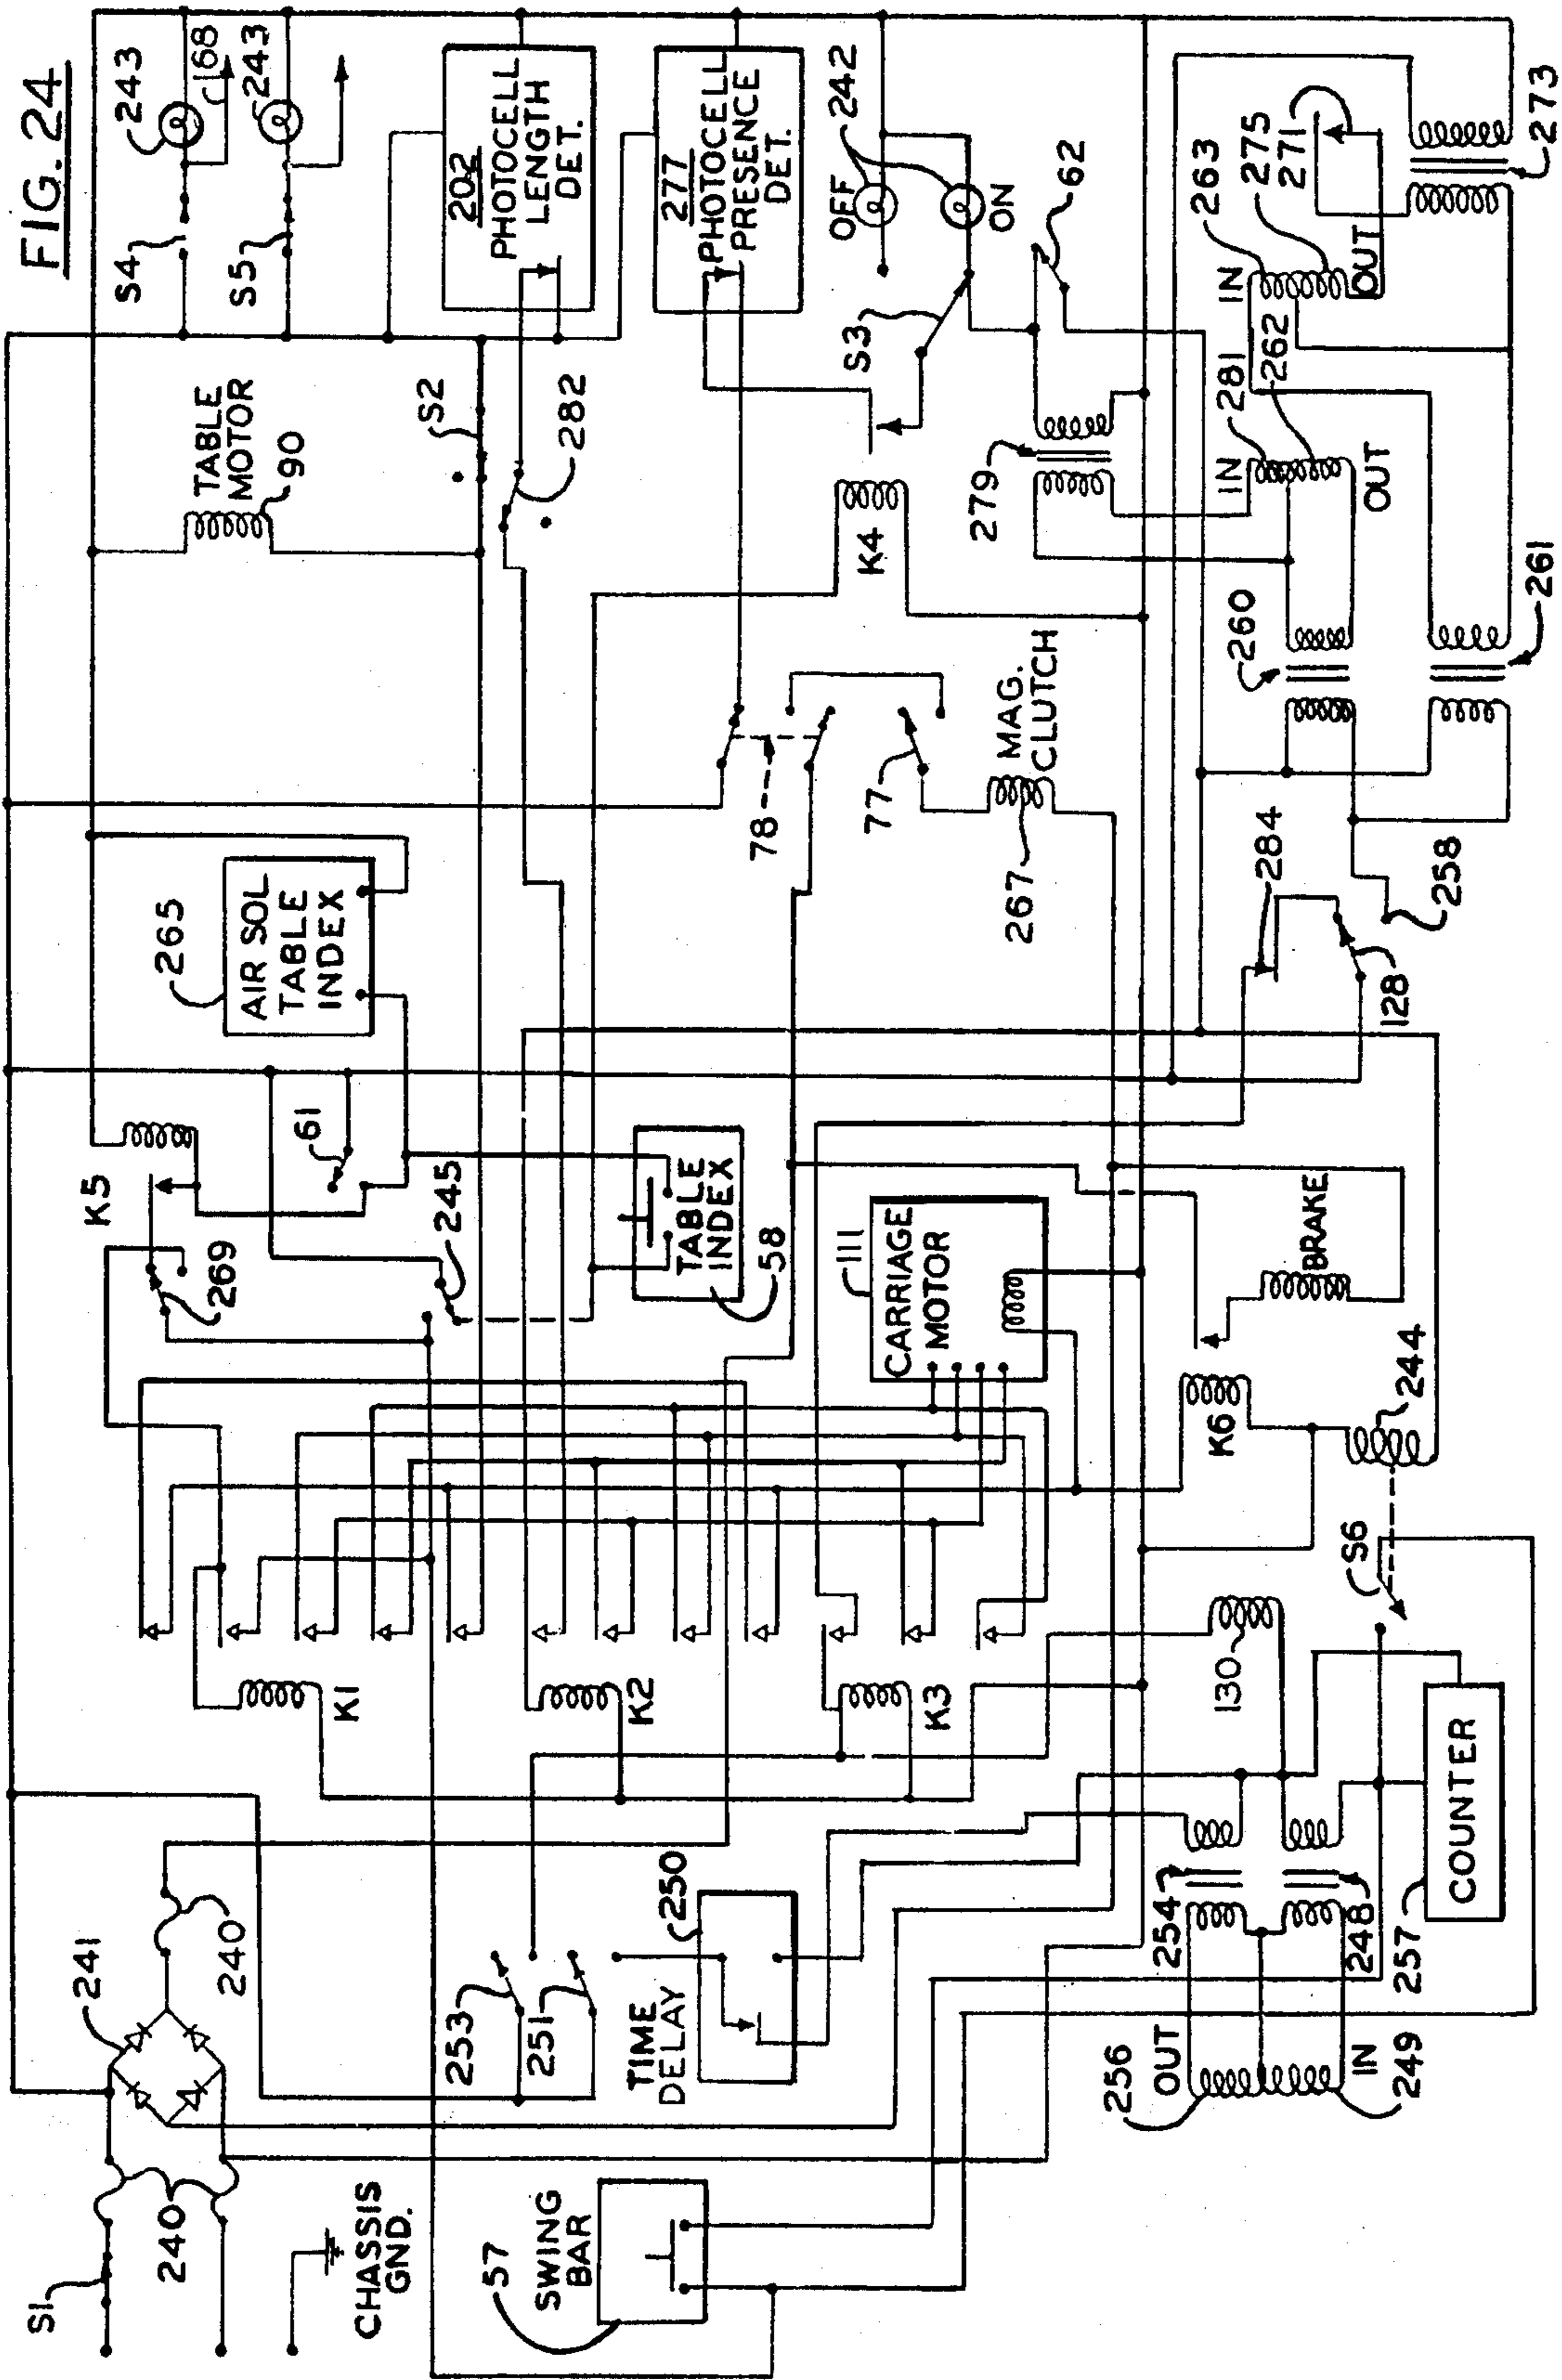 FIG. 24
243
168
243
S4
S5
202
PHOTOCELL
LENGTH
DET.
277
PHOTOCELL
PRESENCE
DET.
242
OFF
ON
S3
62
TABLE
MOTOR
90
S2
282
K4
279
263
275
271
273
IN
OUT
281
262
IN
OUT
260
261
265
AIR SOL
TABLE
INDEX
78
77
MAG.
CLUTCH
267
284
258
128
K5
61
269
245
TABLE
INDEX
58
111
CARRIAGE
MOTOR
BRAKE
K6
244
S6
K1
K2
K3
130
COUNTER
257
241
240
253
251
TIME
DELAY
250
254
248
256
OUT
IN
249
S1
240
CHASSIS
GND.
57
SWING
BAR